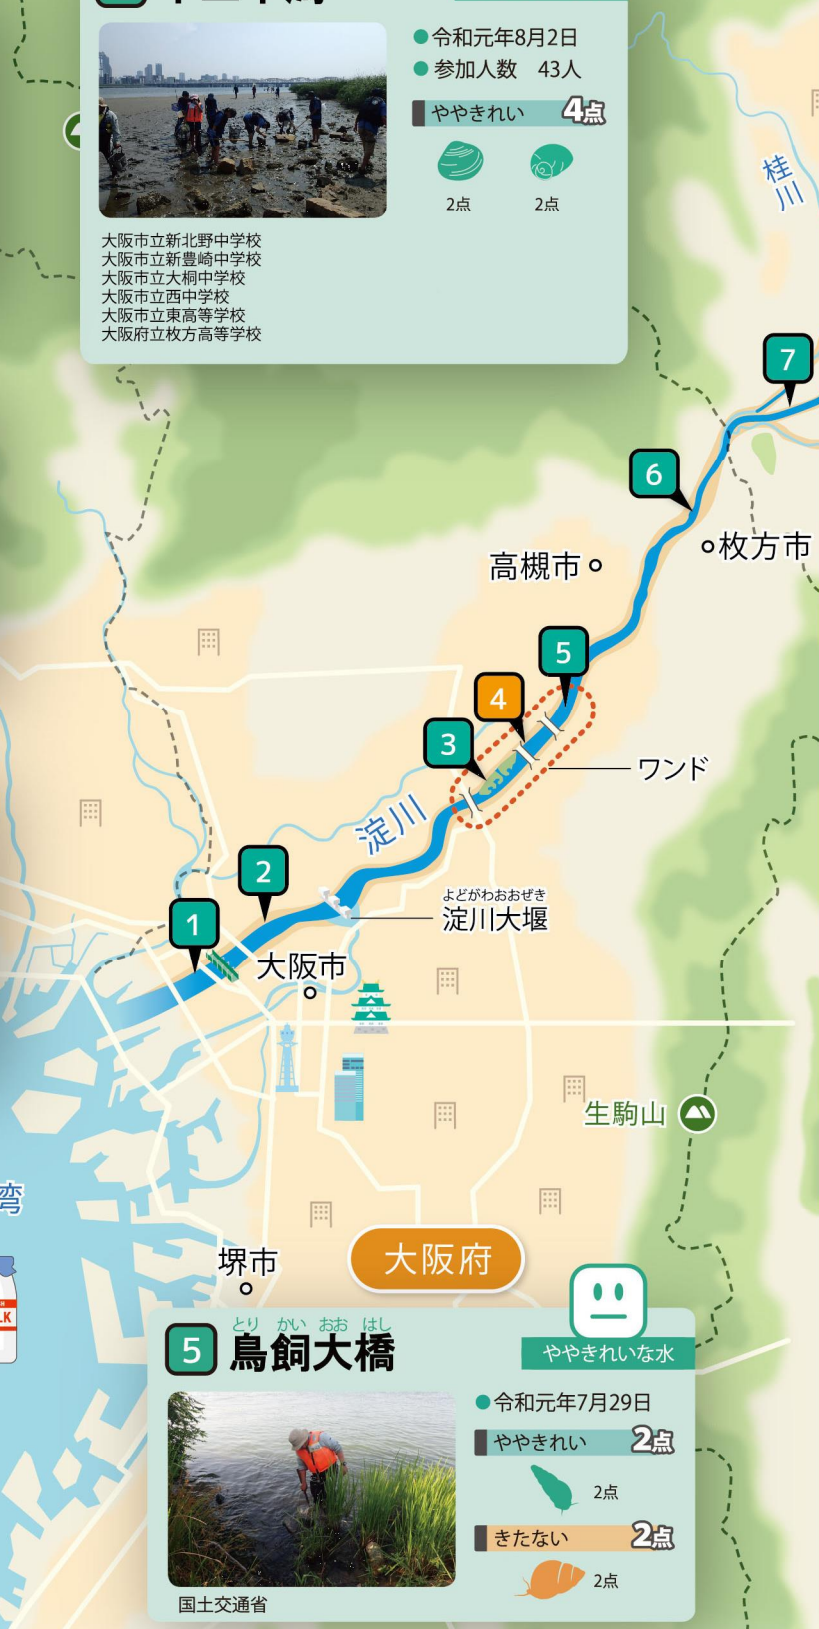 令和元年8月2日
参加人数 43人
ややきれい 4点
2点 2点
大阪市立新北野中学校
大阪市立新豊崎中学校
大阪市立大桐中学校
大阪市立西中学校
大阪市立東高等学校
大阪府立枚方高等学校
桂川
7
6
枚方市
高槻市
5
4
3
ワンド
淀川
2
よどがわおおぜき
淀川大堰
1
大阪市
生駒山
湾
大阪府
堺市
LK
とり かい おお はし
5 鳥飼大橋
ややきれいな水
令和元年7月29日
ややきれい 2点
2点
きたない 2点
2点
国土交通省